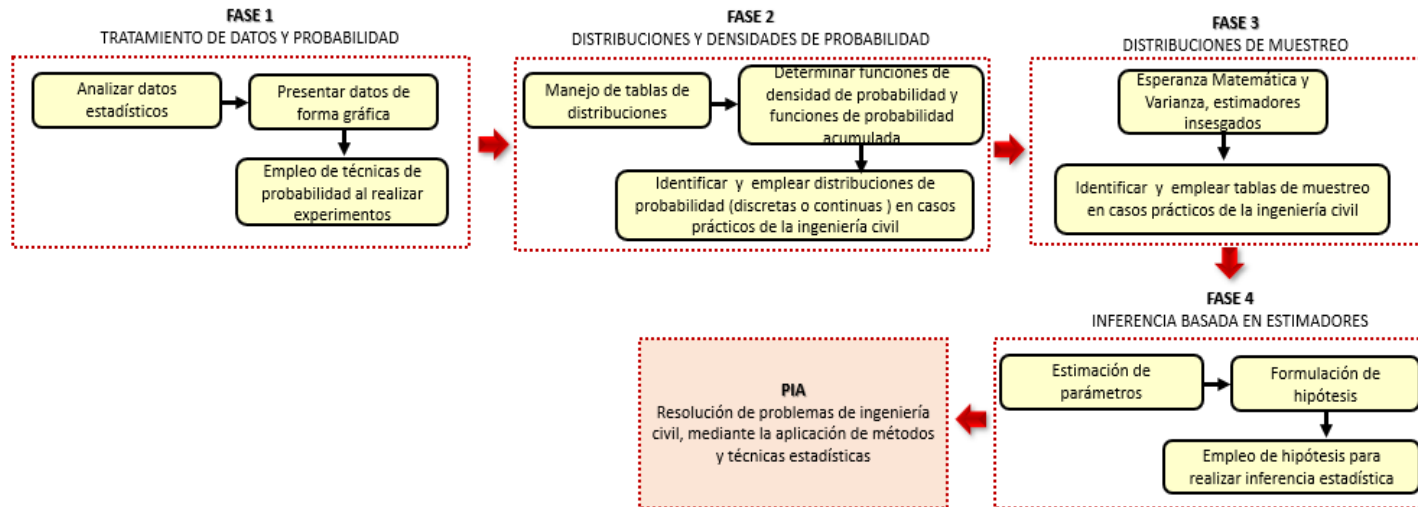 FASE 1
TRATAMIENTO DE DATOS Y PROBABILIDAD
Analizar datos
estadísticos
Presentar datos de
forma gráfica
Empleo de técnicas de
probabilidad al realizar
experimentos
FASE 2
DISTRIBUCIONES Y DENSIDADES DE PROBABILIDAD
Manejo de tablas de
distribuciones
Determinar funciones de
densidad de probabilidad y
funciones de probabilidad
acumulada
Identificar y emplear distribuciones de
probabilidad (discretas o continuas ) en casos
prácticos de la ingeniería civil
FASE 3
DISTRIBUCIONES DE MUESTREO
Esperanza Matemática y
Varianza, estimadores
insesgados
Identificar y emplear tablas de muestreo
en casos prácticos de la ingeniería civil
FASE 4
INFERENCIA BASADA EN ESTIMADORES
Estimación de
parámetros
Formulación de
hipótesis
Empleo de hipótesis para
realizar inferencia estadística
PIA
Resolución de problemas de ingeniería
civil, mediante la aplicación de métodos
y técnicas estadísticas